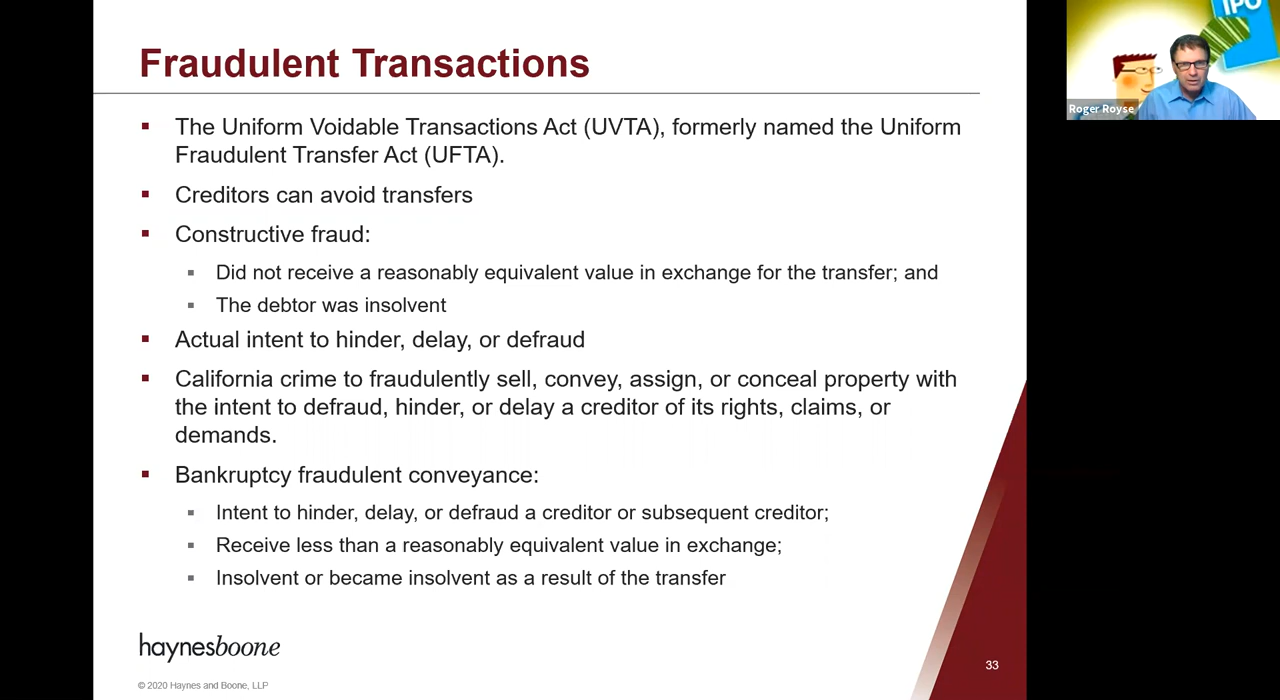 Fraudulent Transactions
▪ The Uniform Voidable Transactions Act (UVTA), formerly named the Uniform
Fraudulent Transfer Act (UFTA).
▪ Creditors can avoid transfers
▪ Constructive fraud:
▪ Did not receive a reasonably equivalent value in exchange for the transfer; and
▪ The debtor was insolvent
▪ Actual intent to hinder, delay, or defraud
▪ California crime to fraudulently sell, convey, assign, or conceal property with
the intent to defraud, hinder, or delay a creditor of its rights, claims, or
demands.
▪ Bankruptcy fraudulent conveyance:
▪ Intent to hinder, delay, or defraud a creditor or subsequent creditor;
▪ Receive less than a reasonably equivalent value in exchange;
▪ Insolvent or became insolvent as a result of the transfer
haynesboone
© 2020 Haynes and Boone, LLP
33
IPO
Roger Royse